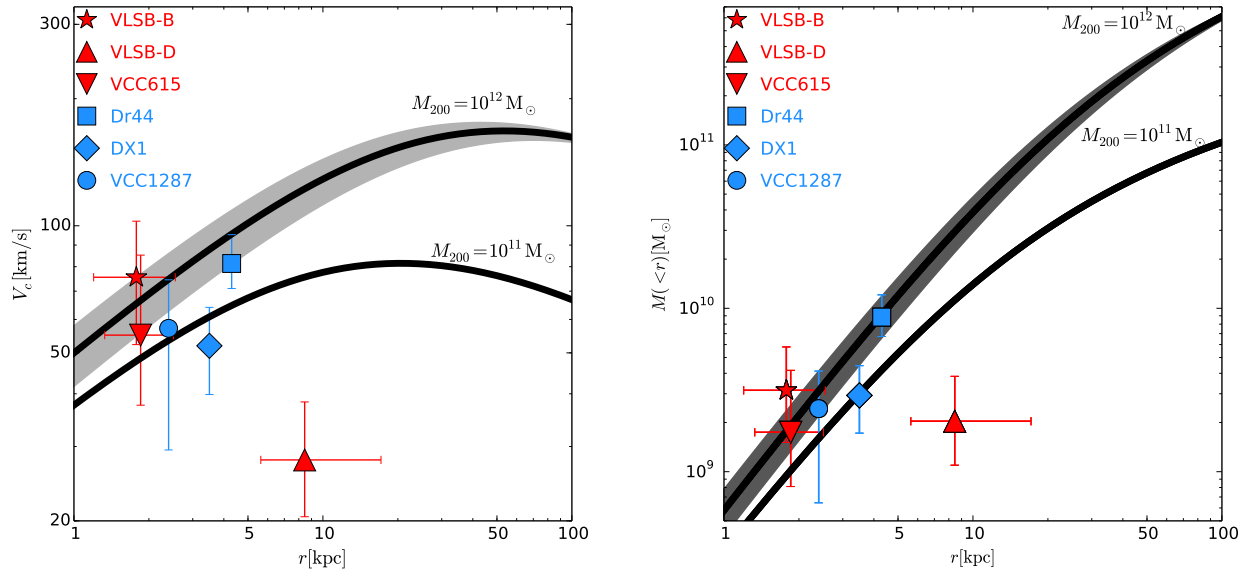 300
100
50
20
V_c [km/s]
VLSB-B
VLSB-D
VCC615
Dr44
DX1
VCC1287
M_200 = 10^12 M_⊙
M_200 = 10^11 M_⊙
1
5
10
50
100
r[kpc]
10^11
10^10
10^9
M(<r)[M_⊙]
VLSB-B
VLSB-D
VCC615
Dr44
DX1
VCC1287
M_200 = 10^12 M_⊙
M_200 = 10^11 M_⊙
1
5
10
50
100
r[kpc]